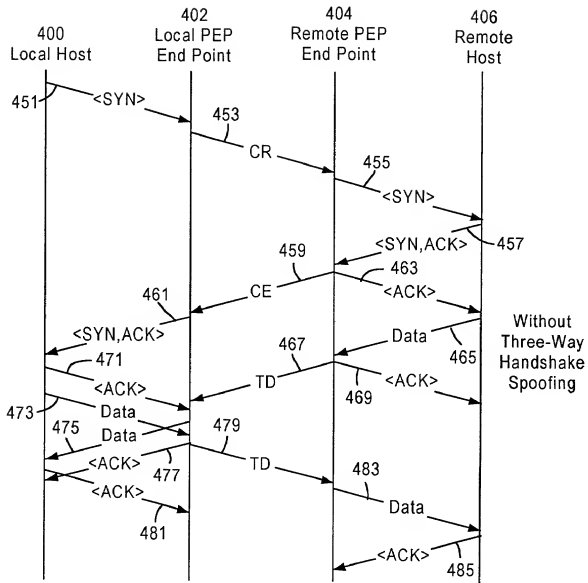 400
Local Host
402
Local PEP
End Point
404
Remote PEP
End Point
406
Remote
Host
451
<SYN>
453
CR
455
<SYN>
<SYN,ACK>
457
459
463
CE
<ACK>
461
<SYN,ACK>
Data
465
Without
Three-Way
Handshake
Spoofing
471
467
<ACK>
TD
469
<ACK>
473
Data
475
Data
479
<ACK>
477
TD
483
<ACK>
481
Data
<ACK>
485